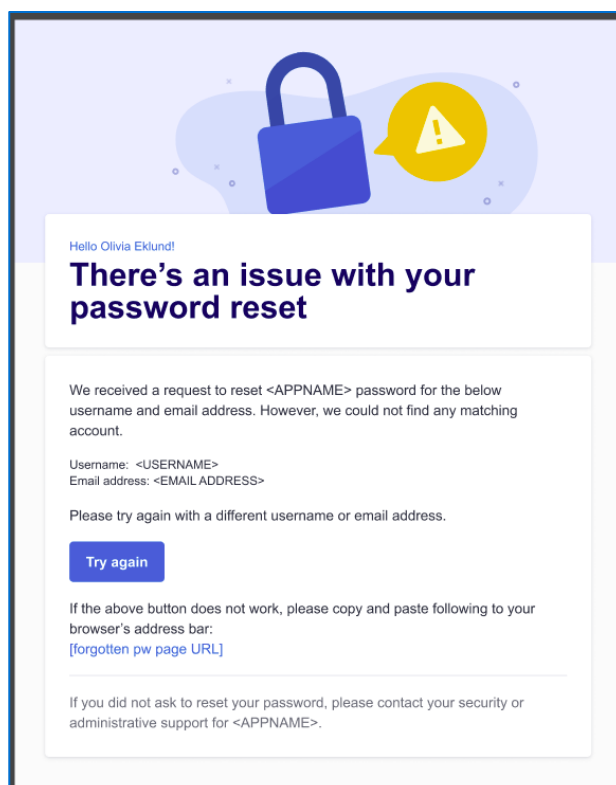 Hello Olivia Eklund!
There’s an issue with your
password reset
We received a request to reset <APPNAME> password for the below
username and email address. However, we could not find any matching
account.
Username:  <USERNAME>
Email address: <EMAIL ADDRESS>
Please try again with a different username or email address.
Try again
If the above button does not work, please copy and paste following to your
browser’s address bar:
[forgotten pw page URL]
If you did not ask to reset your password, please contact your security or
administrative support for <APPNAME>.